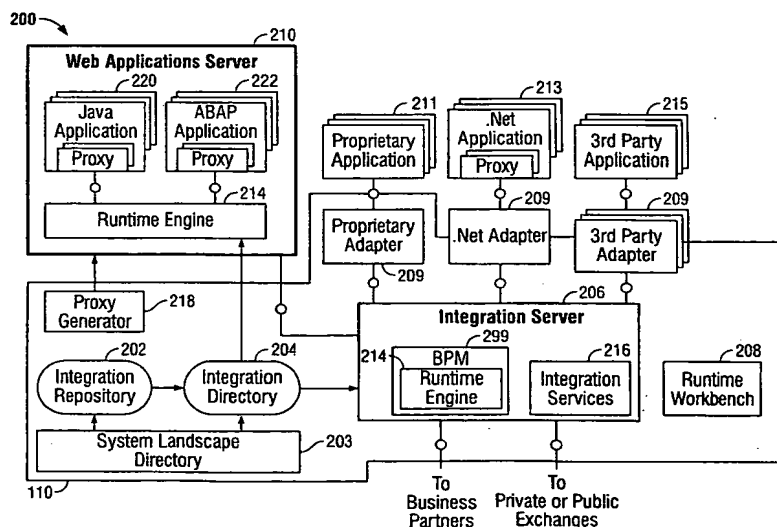 200
210
Web Applications Server
220
222
Java
Application
Proxy
ABAP
Application
Proxy
214
Runtime Engine
211
Proprietary
Application
213
.Net
Application
Proxy
215
3rd Party
Application
209
209
Proprietary
Adapter
209
.Net Adapter
3rd Party
Adapter
Proxy
Generator
218
206
Integration Server
202
Integration
Repository
204
Integration
Directory
299
BPM
214
Runtime
Engine
216
Integration
Services
208
Runtime
Workbench
System Landscape
Directory
203
110
To
Business
Partners
To
Private or Public
Exchanges